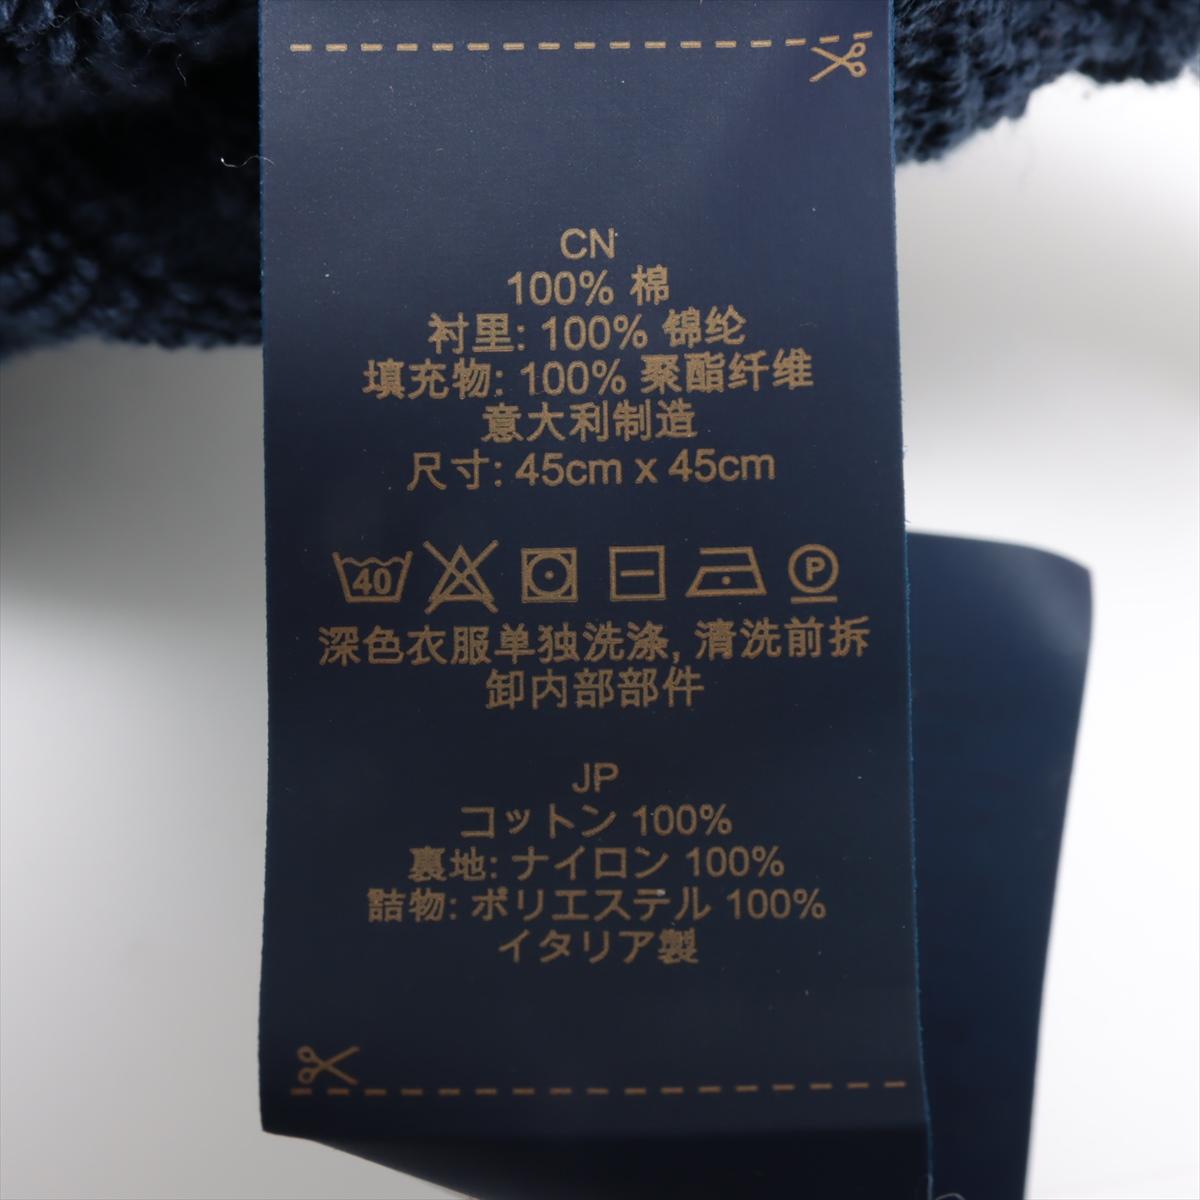 CN
100% 棉
衬里: 100% 锦纶
填充物: 100% 聚酯纤维
意大利制造
尺寸: 45cm x 45cm
40 P
深色衣服单独洗涤, 清洗前拆
卸内部部件
JP
コットン 100%
裏地: ナイロン 100%
詰物: ポリエステル 100%
イタリア製